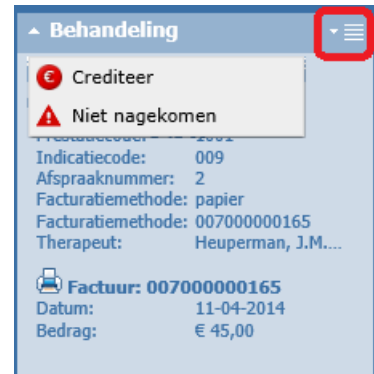 Behandeling
Crediteer
Niet nagekomen
Indicatiecode: 009
Afspraaknummer: 2
Facturatiemethode: papier
Facturatiemethode: 007000000165
Therapeut: Heuperman, J.M....
Factuur: 007000000165
Datum: 11-04-2014
Bedrag: € 45,00